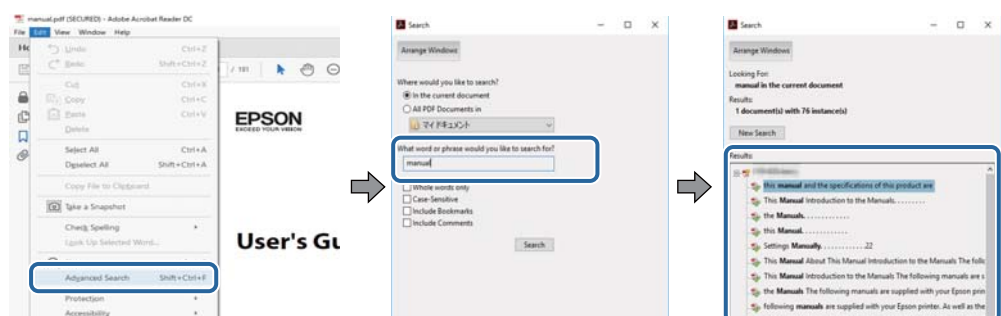 manual.pdf (SECURED) - Adobe Acrobat Reader DC
File Edit View Window Help
Undo Ctrl+Z
Redo Shift+Ctrl+Z
Cut Ctrl+X
Copy Ctrl+C
Paste Ctrl+V
Delete
Select All Ctrl+A
Deselect All Shift+Ctrl+A
Copy File to Clipboard
Take a Snapshot
Check Spelling
Look Up Selected Word...
Advanced Search Shift+Ctrl+F
Protection
Accessibility
/ 181
EPSON
EXCEED YOUR VISION
User's Gu
Search
Arrange Windows
Where would you like to search?
In the current document
All PDF Documents in
マイ ドキュメント
What word or phrase would you like to search for?
manual
Whole words only
Case-Sensitive
Include Bookmarks
Include Comments
Search
Search
Arrange Windows
Looking For:
manual in the current document
Results:
1 document(s) with 76 instance(s)
New Search
Results:
this manual and the specifications of this product are
This Manual Introduction to the Manuals. . . . . . . . .
the Manuals. . . . . . . . . . . . .
this Manual. . . . . . . . . . . . .
Settings Manually. . . . . . . . . . . . .22
This Manual About This Manual Introduction to the Manuals The follo
This Manual Introduction to the Manuals The following manuals are s
the Manuals The following manuals are supplied with your Epson prin
following manuals are supplied with your Epson printer. As well as the